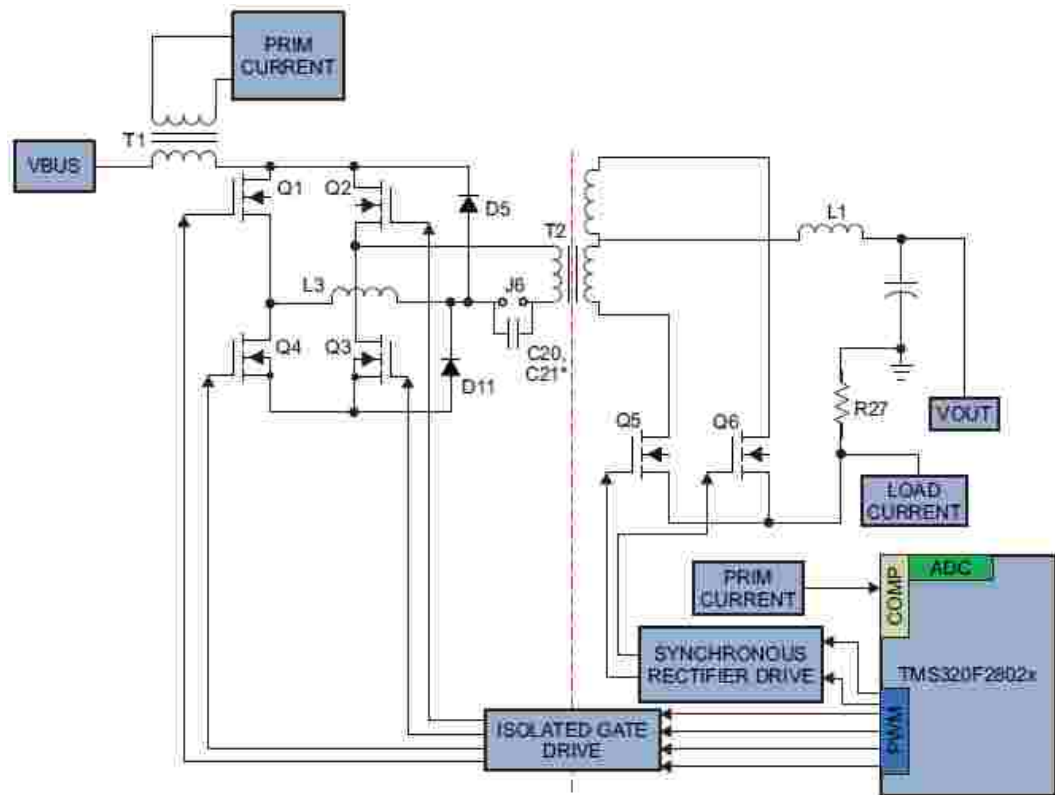 PRIM
CURRENT
T1
VBUS
Q1
Q2
D5
T2
L1
L3
J6
Q4
Q3
C20,
C21*
D11
R27
VOUT
Q5
Q6
LOAD
CURRENT
PRIM
CURRENT
COMP
ADC
SYNCHRONOUS
RECTIFIER DRIVE
TMS320F2802x
PWM
ISOLATED GATE
DRIVE